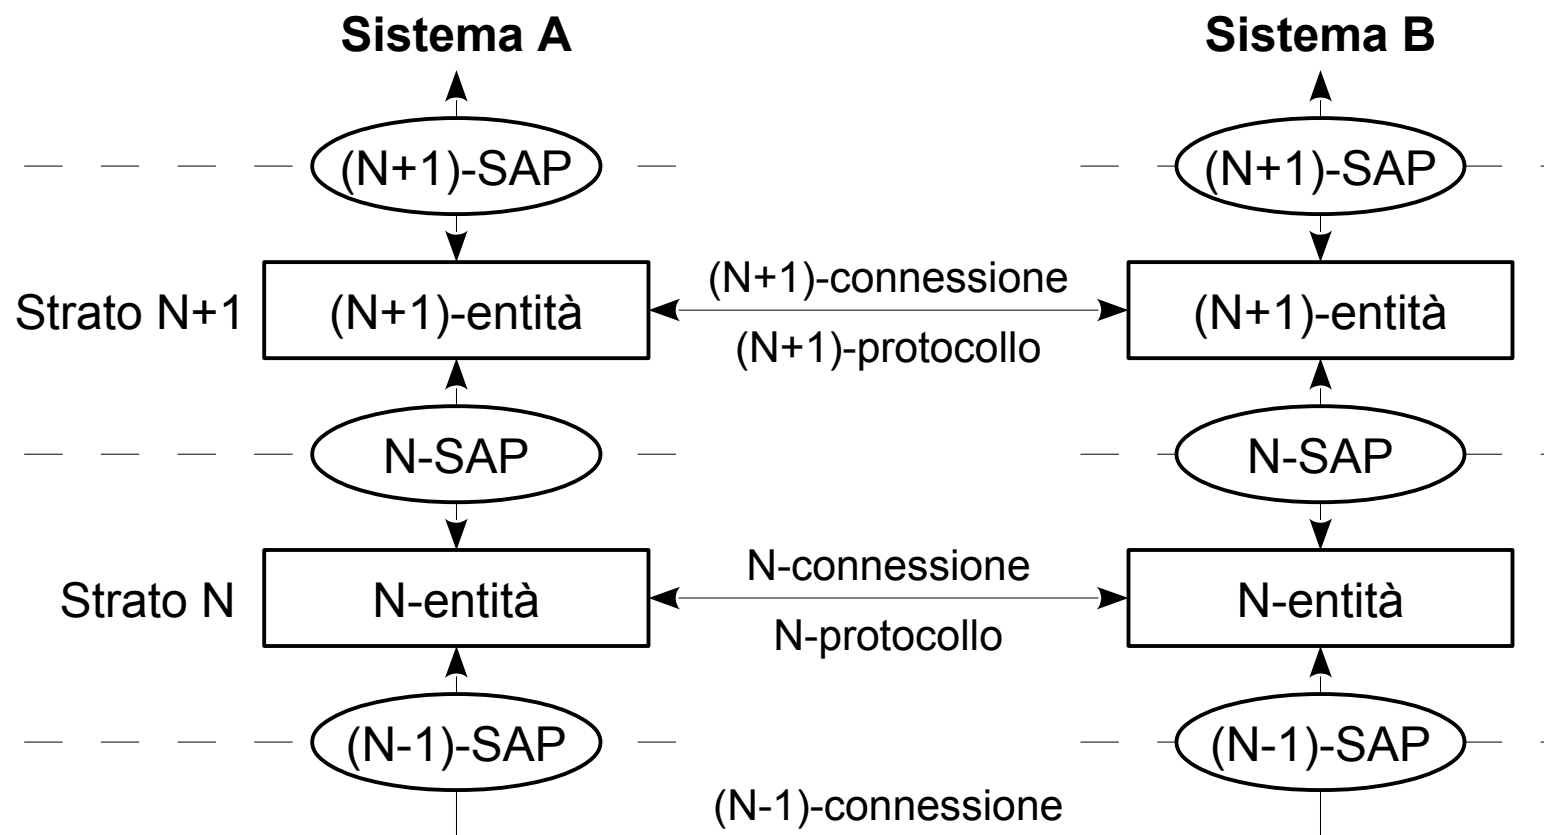 Sistema A
Sistema B
(N+1)-SAP
(N+1)-SAP
Strato N+1
(N+1)-entità
(N+1)-connessione
(N+1)-protocollo
(N+1)-entità
N-SAP
N-SAP
Strato N
N-entità
N-connessione
N-protocollo
N-entità
(N-1)-SAP
(N-1)-SAP
(N-1)-connessione